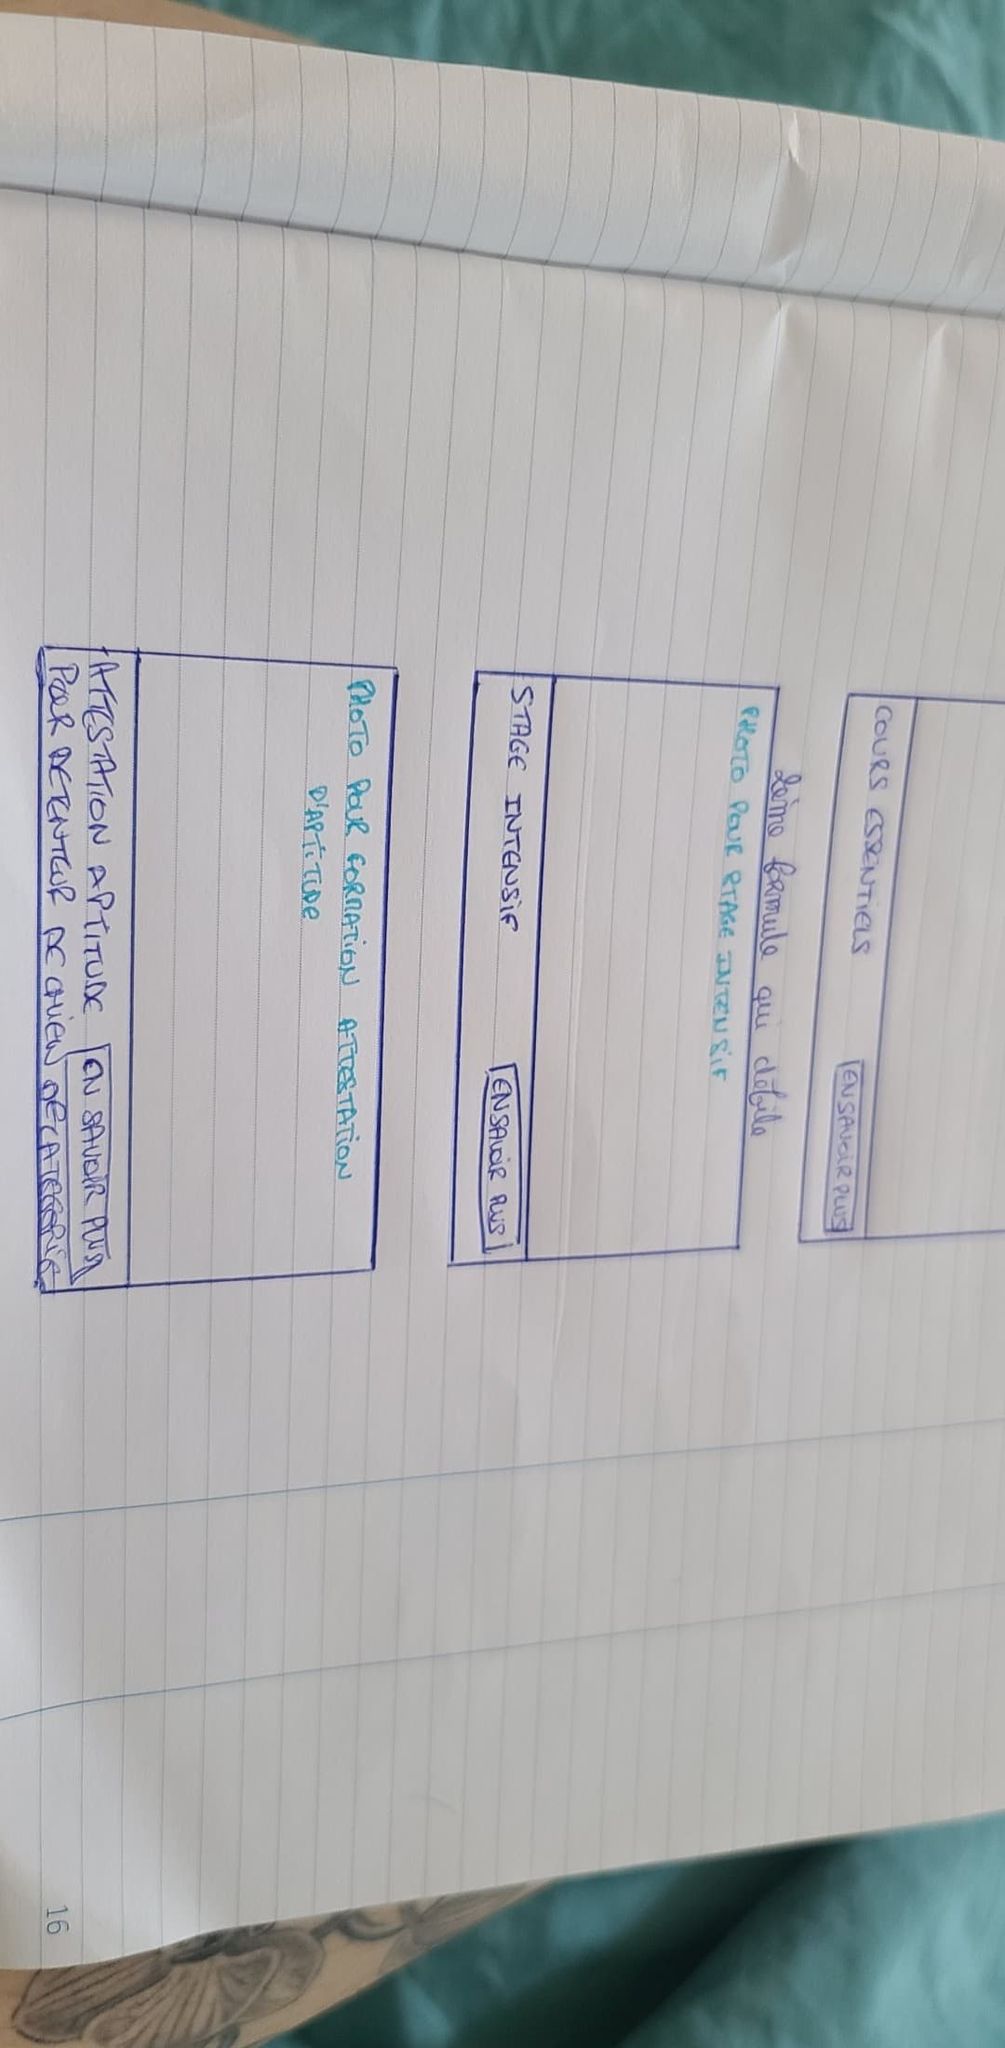 COURS ESSENTIELS
EN SAVOIR PLUS
2ème formule qui défile
PHOTO POUR STAGE INTENSIF
STAGE INTENSIF
EN SAVOIR PLUS
PHOTO POUR FORMATION ATTESTATION
D'APTITUDE
ATTESTATION APTITUDE
EN SAVOIR PLUS
POUR DETENTEUR DE CHIEN DE CATEGORIE
16